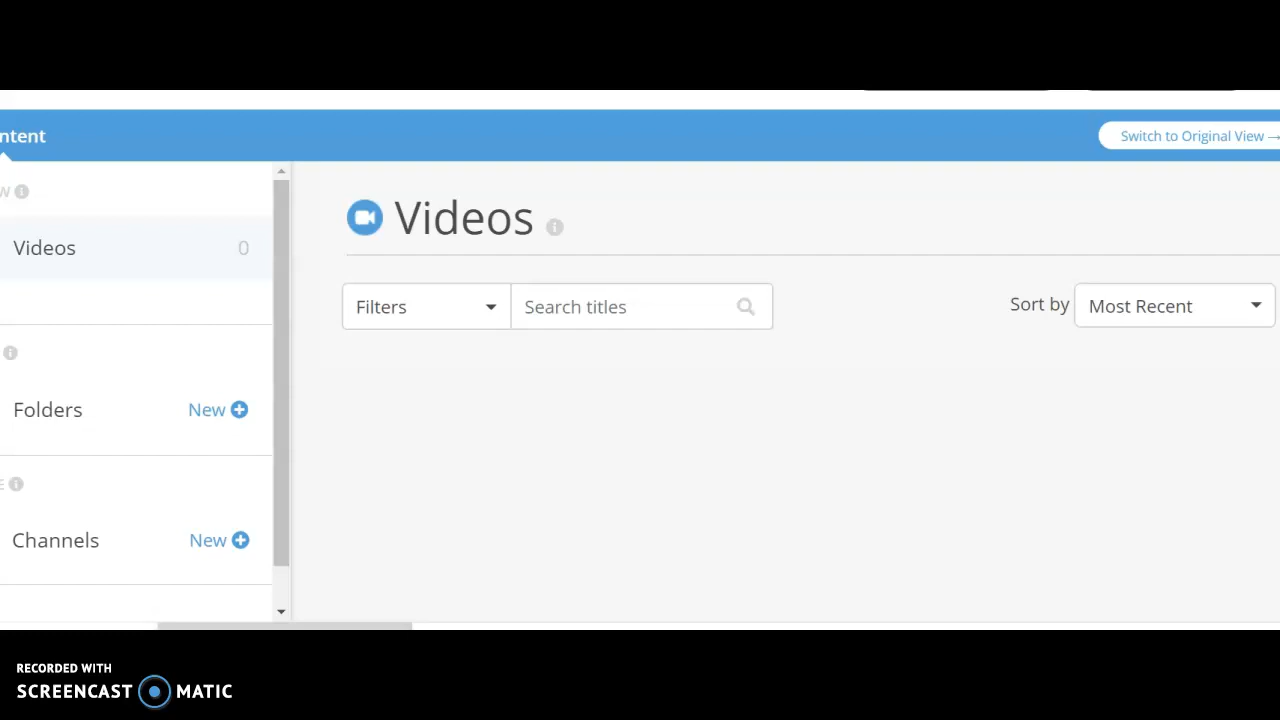 ntent
Switch to Original View →
W
Videos 0
Folders New
E
Channels New
Videos
Filters
Search titles
Sort by Most Recent
RECORDED WITH
SCREENCAST MATIC